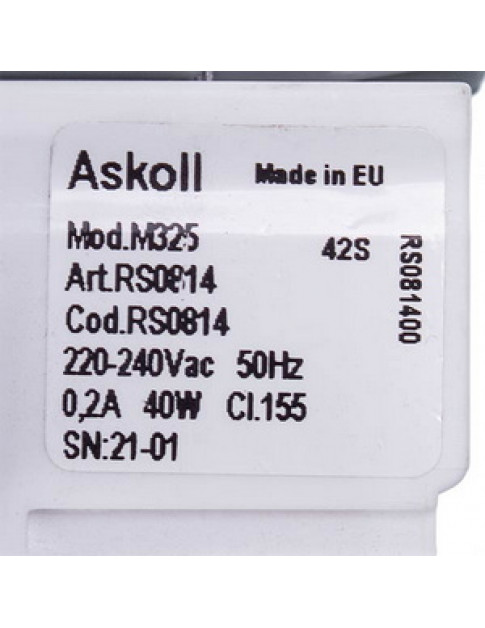 Askoll Made in EU
Mod.M325 42S
Art.RS0814
Cod.RS0814
220-240Vac 50Hz
0,2A 40W Cl.155
SN:21-01
RS081400